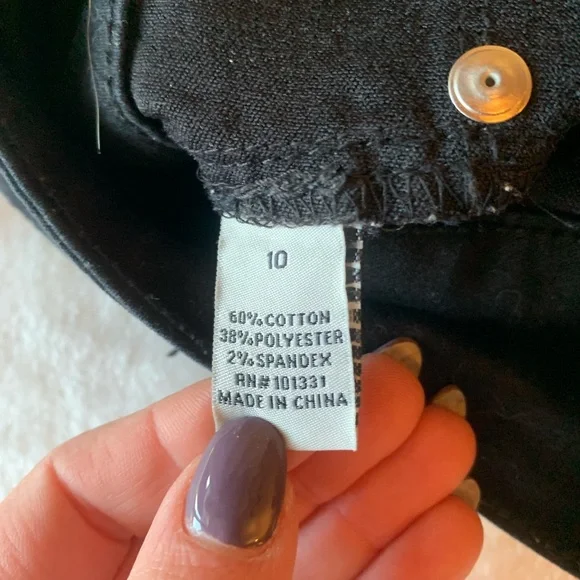 10
60%COTTON
38%POLYESTER
2%SPANDEX
RN#101331
MADE IN CHINA